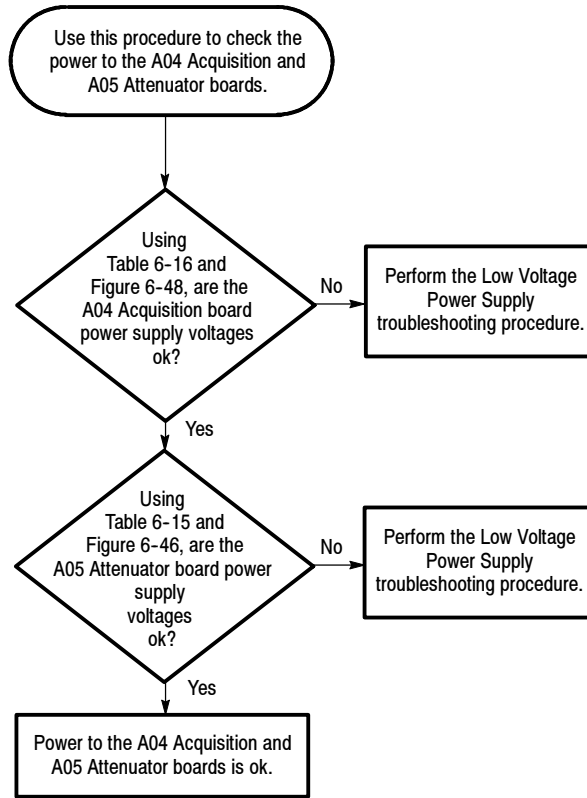 Use this procedure to check the
power to the A04 Acquisition and
A05 Attenuator boards.
Using
Table 6-16 and
Figure 6-48, are the
A04 Acquisition board
power supply voltages
ok?
No
Perform the Low Voltage
Power Supply
troubleshooting procedure.
Yes
Using
Table 6-15 and
Figure 6-46, are the
A05 Attenuator board power
supply
voltages
ok?
No
Perform the Low Voltage
Power Supply
troubleshooting procedure.
Yes
Power to the A04 Acquisition and
A05 Attenuator boards is ok.